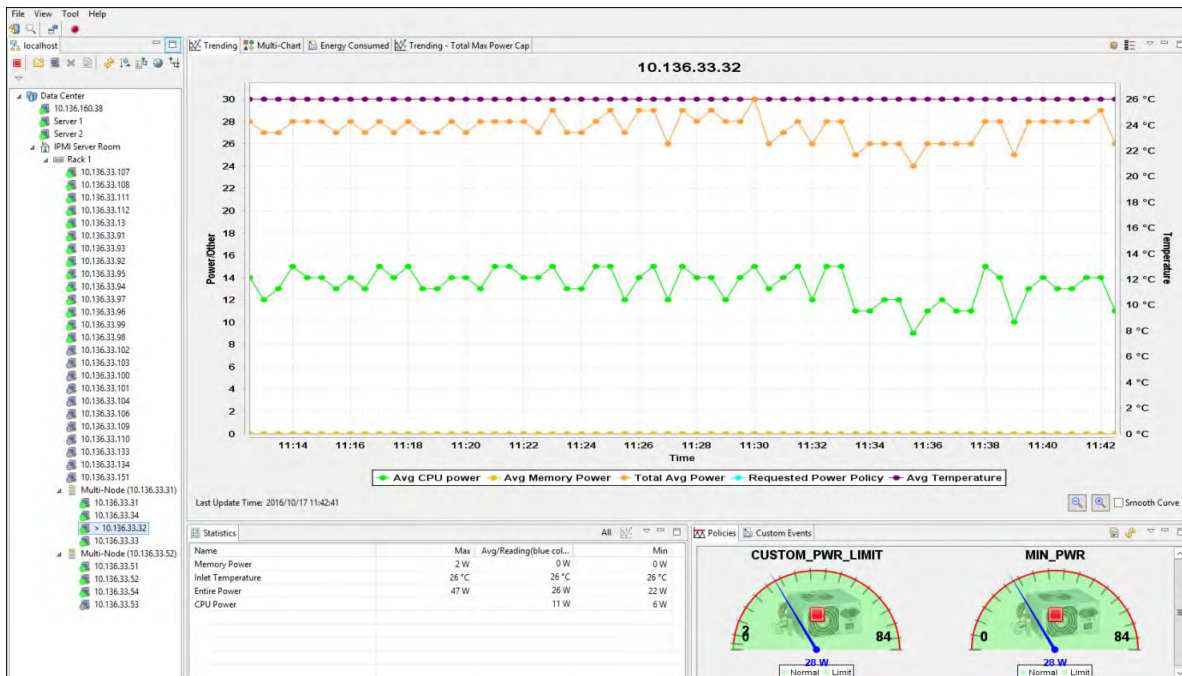 File View Tool Help
localhost
Trending Multi-Chart Energy Consumed Trending - Total Max Power Cap
Data Center
10.136.160.38
Server 1
Server 2
IPMI Server Room
Rack 1
10.136.33.107
10.136.33.108
10.136.33.111
10.136.33.112
10.136.33.13
10.136.33.91
10.136.33.93
10.136.33.92
10.136.33.95
10.136.33.94
10.136.33.97
10.136.33.96
10.136.33.99
10.136.33.98
10.136.33.102
10.136.33.103
10.136.33.100
10.136.33.101
10.136.33.104
10.136.33.106
10.136.33.109
10.136.33.110
10.136.33.133
10.136.33.134
10.136.33.151
Multi-Node (10.136.33.31)
10.136.33.31
10.136.33.34
> 10.136.33.32
10.136.33.33
Multi-Node (10.136.33.52)
10.136.33.51
10.136.33.52
10.136.33.54
10.136.33.53
10.136.33.32
Power/Other
30
28
26
24
22
20
18
16
14
12
10
8
6
4
2
0
26 °C
24 °C
22 °C
20 °C
18 °C
16 °C
14 °C
12 °C
10 °C
8 °C
6 °C
4 °C
2 °C
0 °C
Temperature
11:14 11:16 11:18 11:20 11:22 11:24 11:26 11:28 11:30 11:32 11:34 11:36 11:38 11:40 11:42
Time
Avg CPU power Avg Memory Power Total Avg Power Requested Power Policy Avg Temperature
Last Update Time: 2016/10/17 11:42:41
Smooth Curve
Statistics All
Name Max Avg/Reading(blue col... Min
Memory Power 2 W 0 W 0 W
Inlet Temperature 26 °C 26 °C 26 °C
Entire Power 47 W 26 W 22 W
CPU Power 11 W 6 W
Policies Custom Events
CUSTOM_PWR_LIMIT
2
0
84
28 W
Normal Limit
MIN_PWR
0
84
28 W
Normal Limit